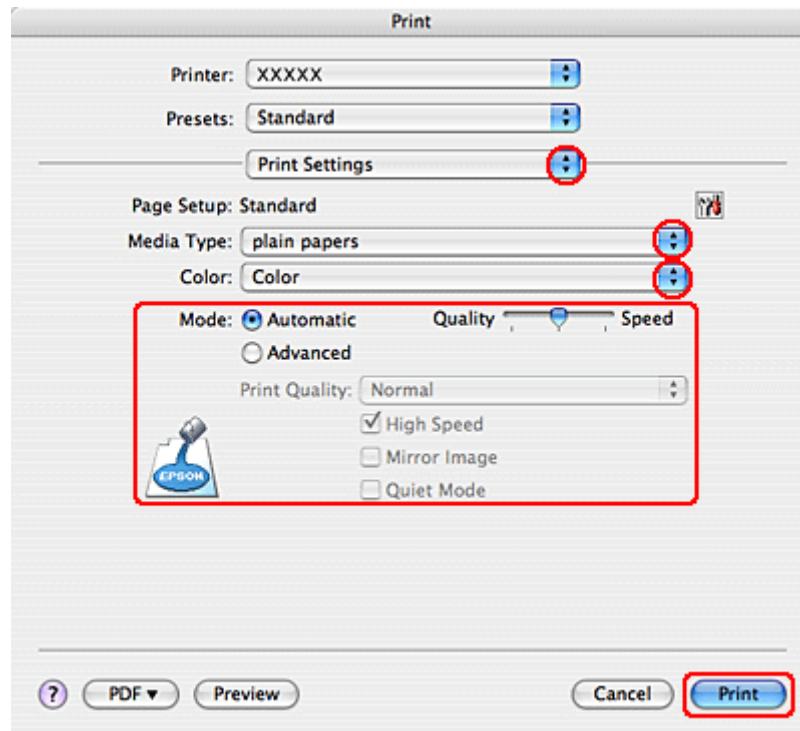 Print
Printer: XXXXX
Presets: Standard
Print Settings
Page Setup: Standard
Media Type: plain papers
Color: Color
Mode: Automatic Quality Speed
Advanced
Print Quality: Normal
High Speed
Mirror Image
Quiet Mode
EPSON
? PDF Preview Cancel Print